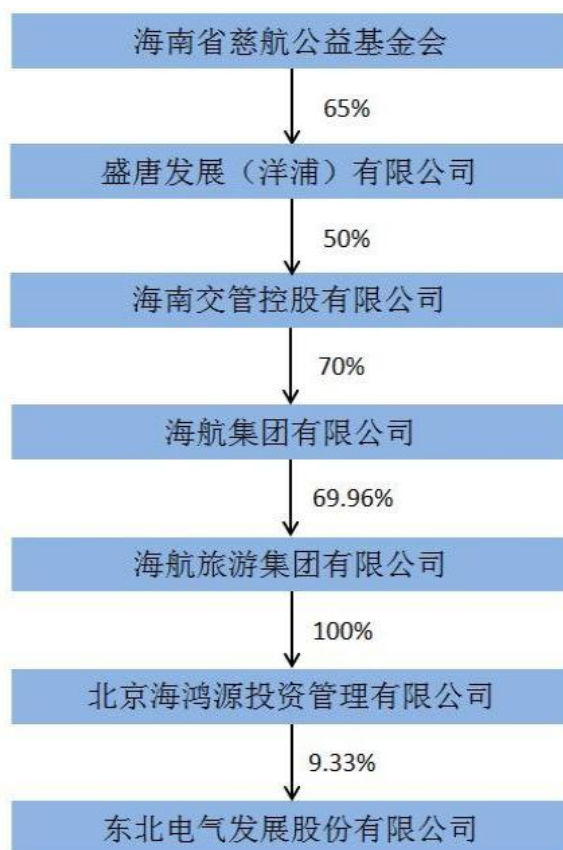 海南省慈航公益基金会
65%
盛唐发展（洋浦）有限公司
50%
海南交管控股有限公司
70%
海航集团有限公司
69.96%
海航旅游集团有限公司
100%
北京海鸿源投资管理有限公司
9.33%
东北电气发展股份有限公司